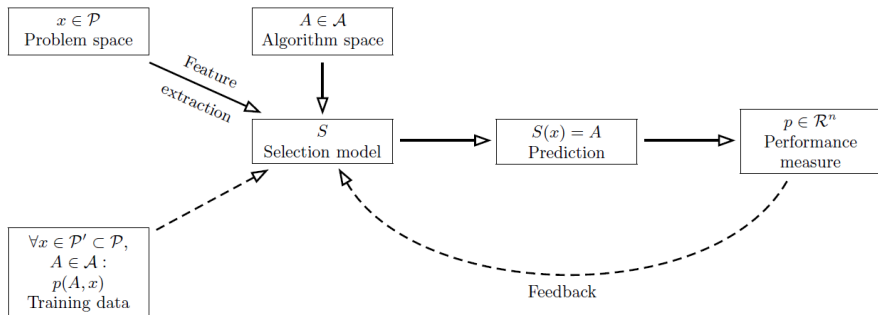 x ∈ 𝒫
Problem space
A ∈ 𝒜
Algorithm space
Feature
extraction
S
Selection model
S(x) = A
Prediction
p ∈ ℛⁿ
Performance
measure
∀x ∈ 𝒫′ ⊂ 𝒫,
A ∈ 𝒜 :
p(A, x)
Training data
Feedback